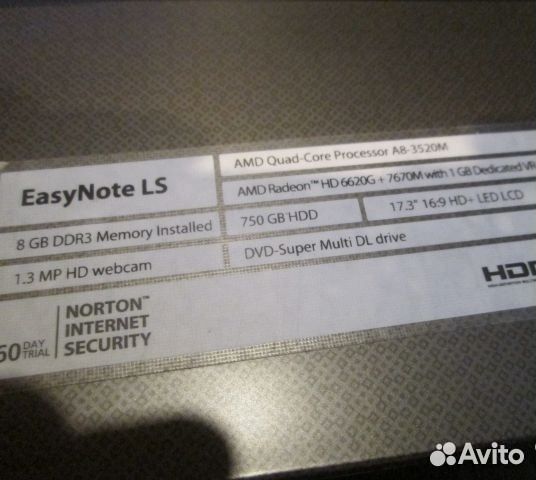 EasyNote LS
AMD Quad-Core Processor A8-3520M
AMD Radeon™ HD 6620G + 7670M with 1 GB Dedicated VR
8 GB DDR3 Memory Installed
750 GB HDD
17.3" 16:9 HD+ LED LCD
1.3 MP HD webcam
DVD-Super Multi DL drive
60 DAY TRIAL
NORTON™
INTERNET
SECURITY
Avito